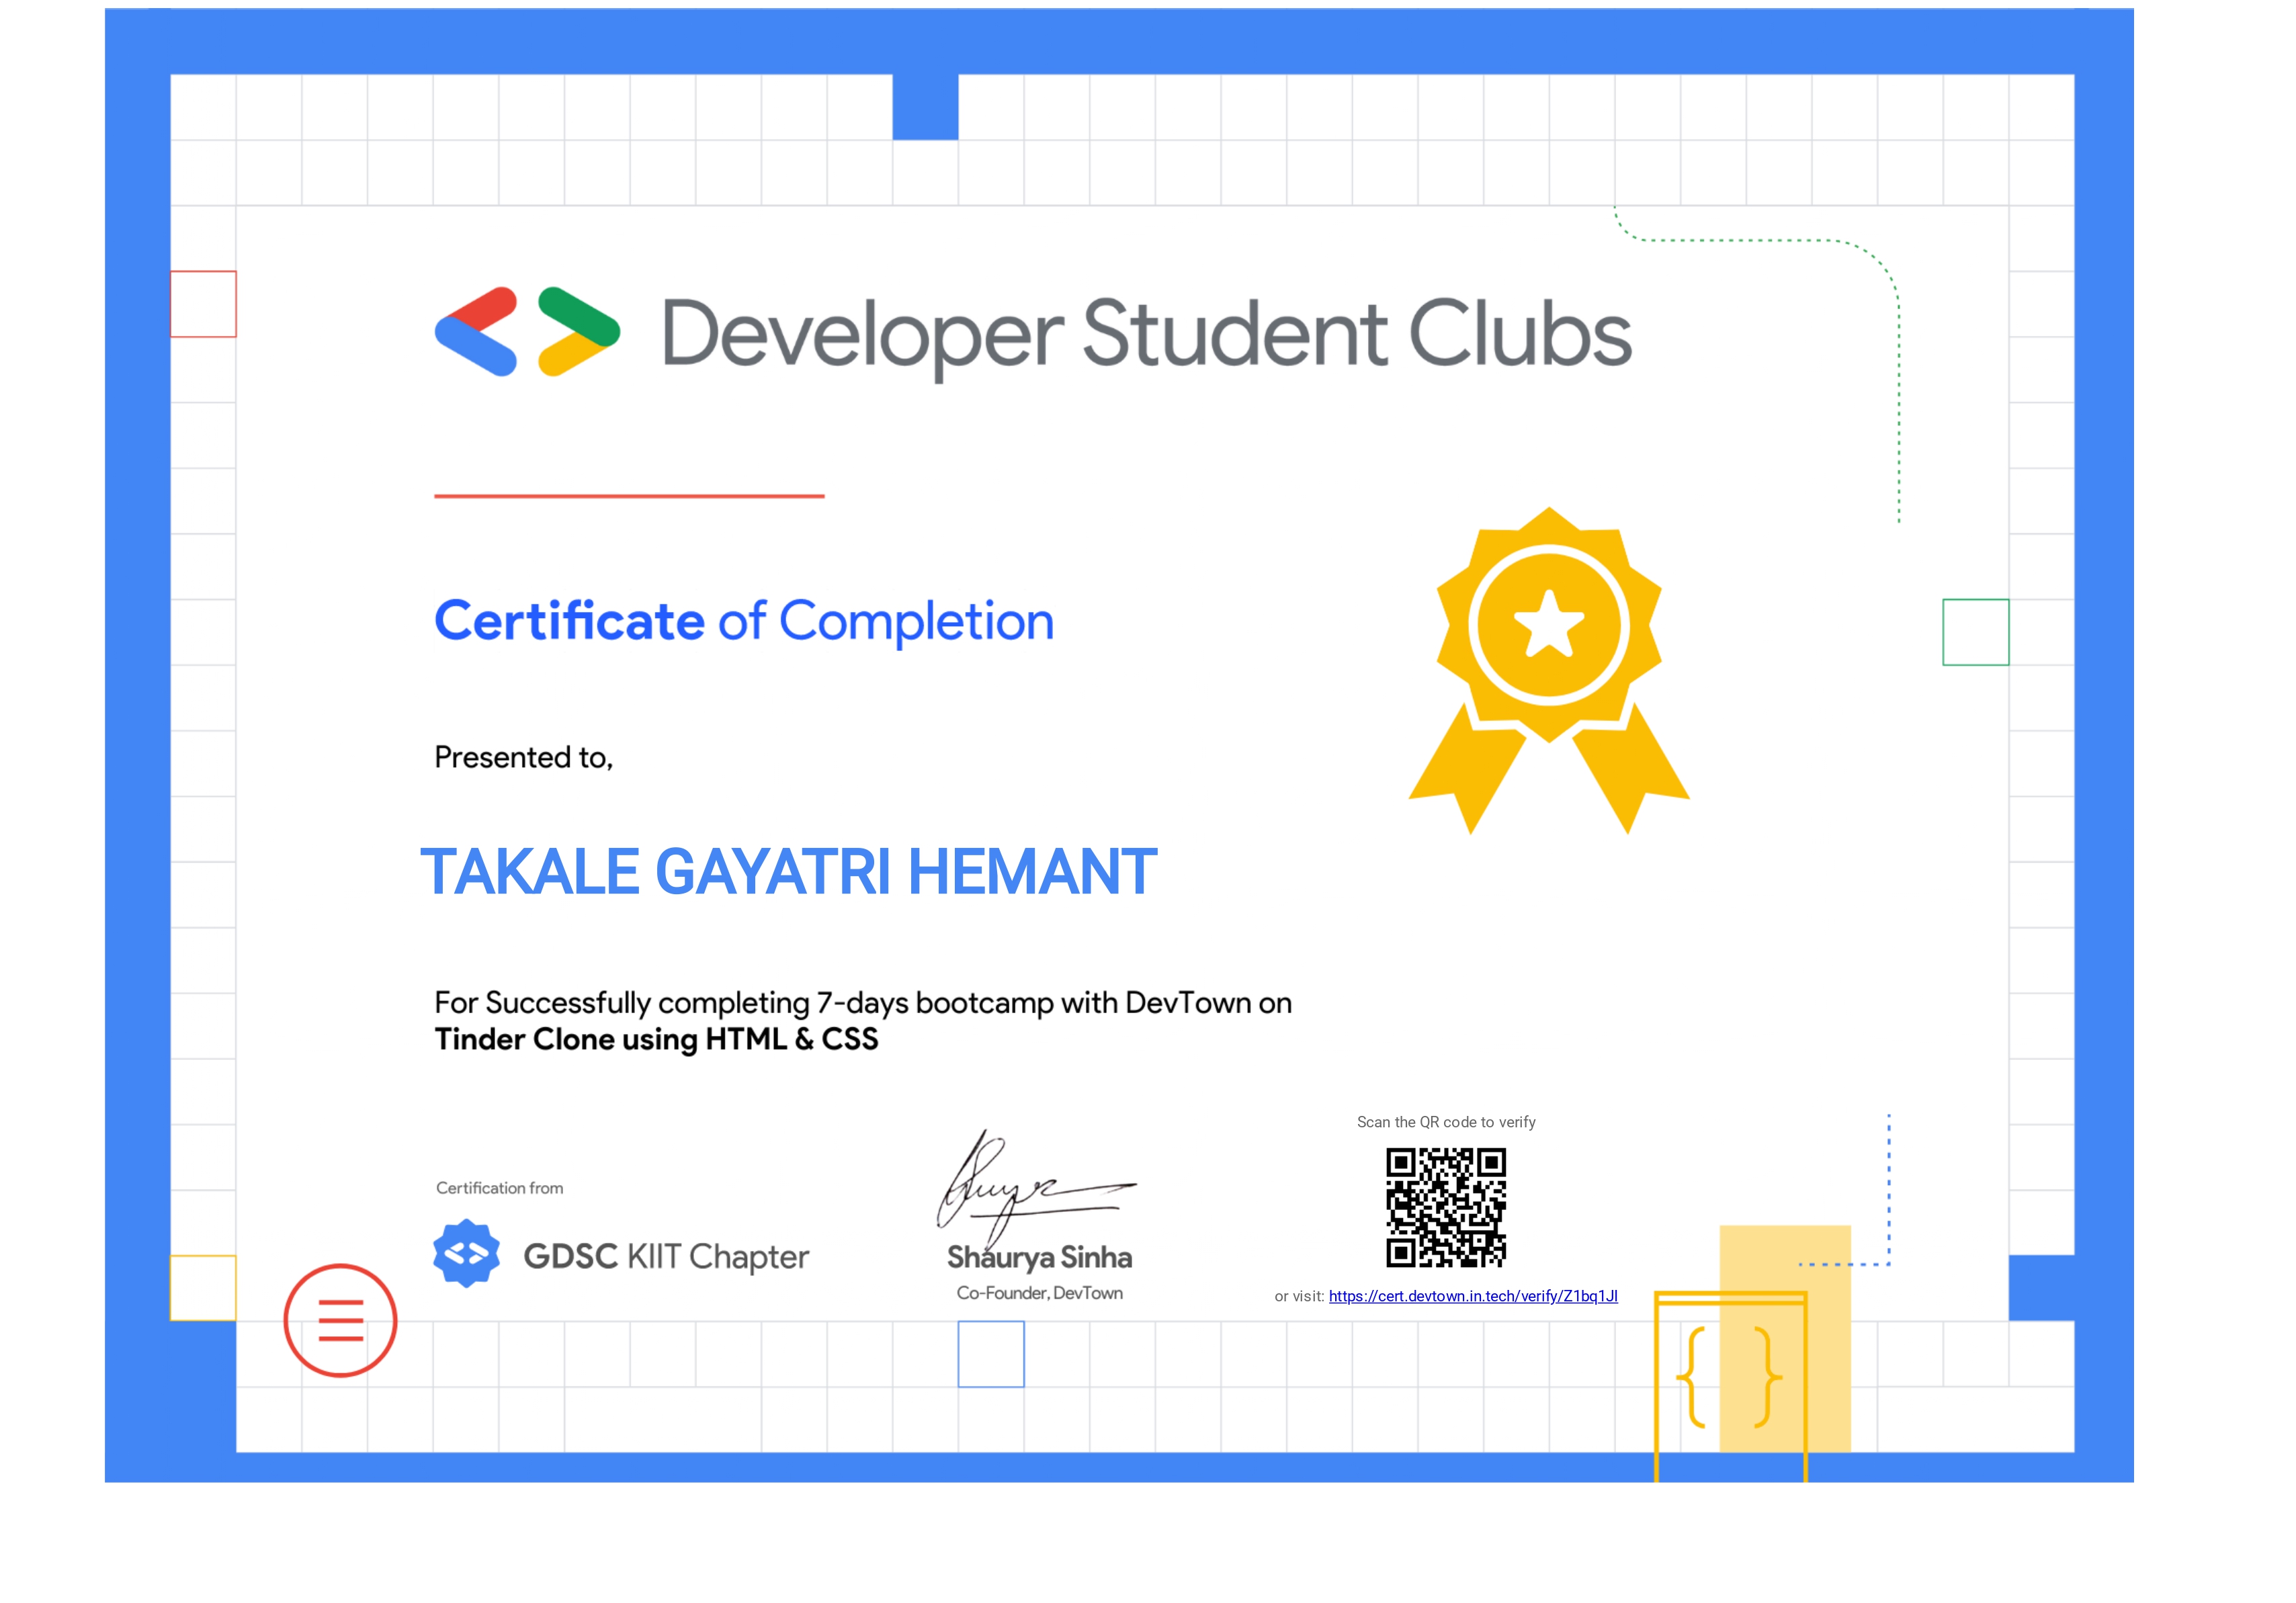 Developer Student Clubs
Certificate of Completion
Presented to,
TAKALE GAYATRI HEMANT
For Successfully completing 7-days bootcamp with DevTown on
Tinder Clone using HTML & CSS
Certification from
GDSC KIIT Chapter
Shaurya Sinha
Co-Founder, DevTown
Scan the QR code to verify
or visit: https://cert.devtown.in.tech/verify/Z1bq1JI
{ }